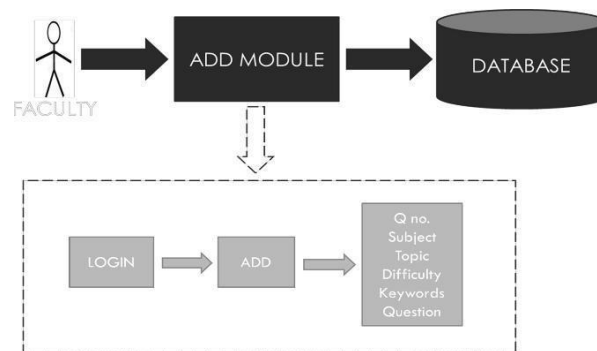 ADD MODULE
DATABASE
FACULTY
LOGIN
ADD
Q no.
Subject
Topic
Difficulty
Keywords
Question